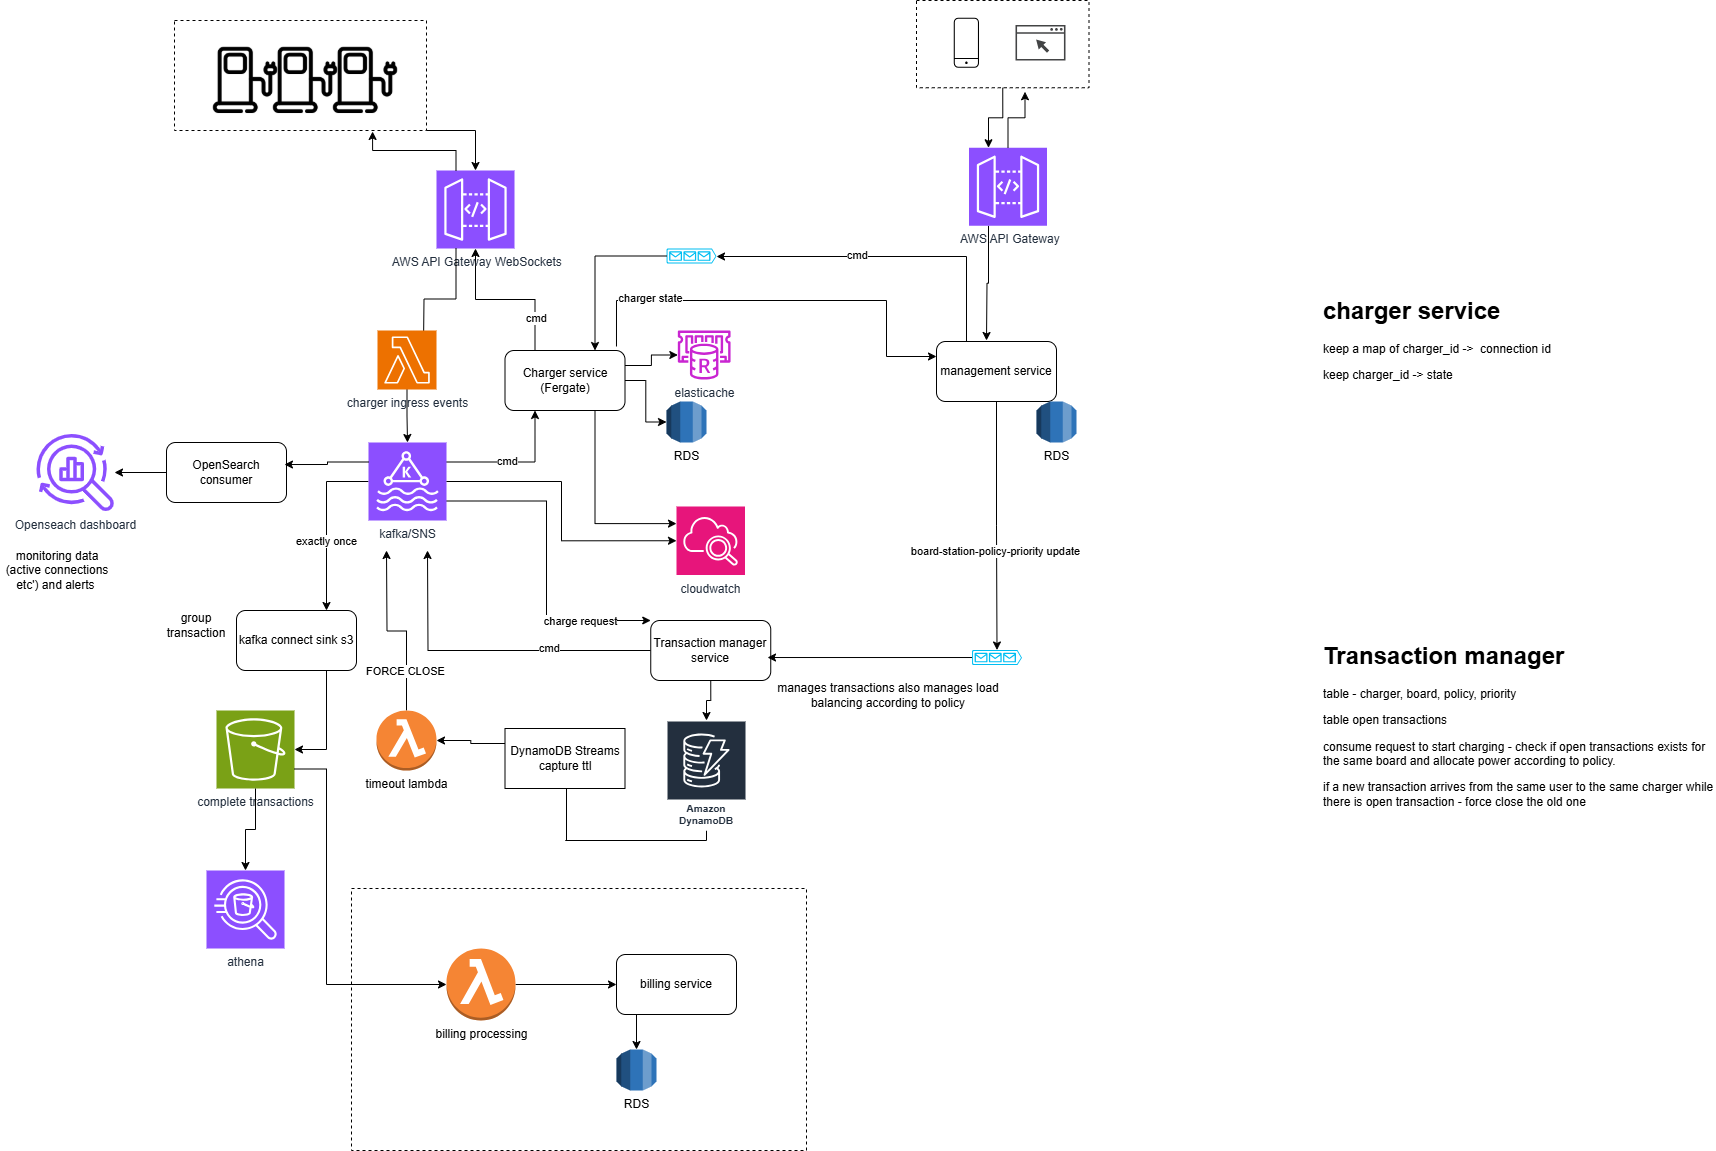 AWS API Gateway
AWS API Gateway WebSockets
cmd
charger state
cmd
charger service
keep a map of charger_id -> connection id
keep charger_id -> state
Charger service
(Fergate)
R
elasticache
management service
charger ingress events
RDS
RDS
OpenSearch
consumer
K
cmd
Openseach dashboard
kafka/SNS
monitoring data
(active connections
etc') and alerts
exactly once
cloudwatch
board-station-policy-priority update
group
transaction
kafka connect sink s3
charge request
cmd
Transaction manager
service
FORCE CLOSE
manages transactions also manages load
balancing according to policy
Transaction manager
table - charger, board, policy, priority
table open transactions
consume request to start charging - check if open transactions exists for
the same board and allocate power according to policy.
if a new transaction arrives from the same user to the same charger while
there is open transaction - force close the old one
DynamoDB Streams
capture ttl
timeout lambda
complete transactions
Amazon
DynamoDB
athena
billing service
billing processing
RDS